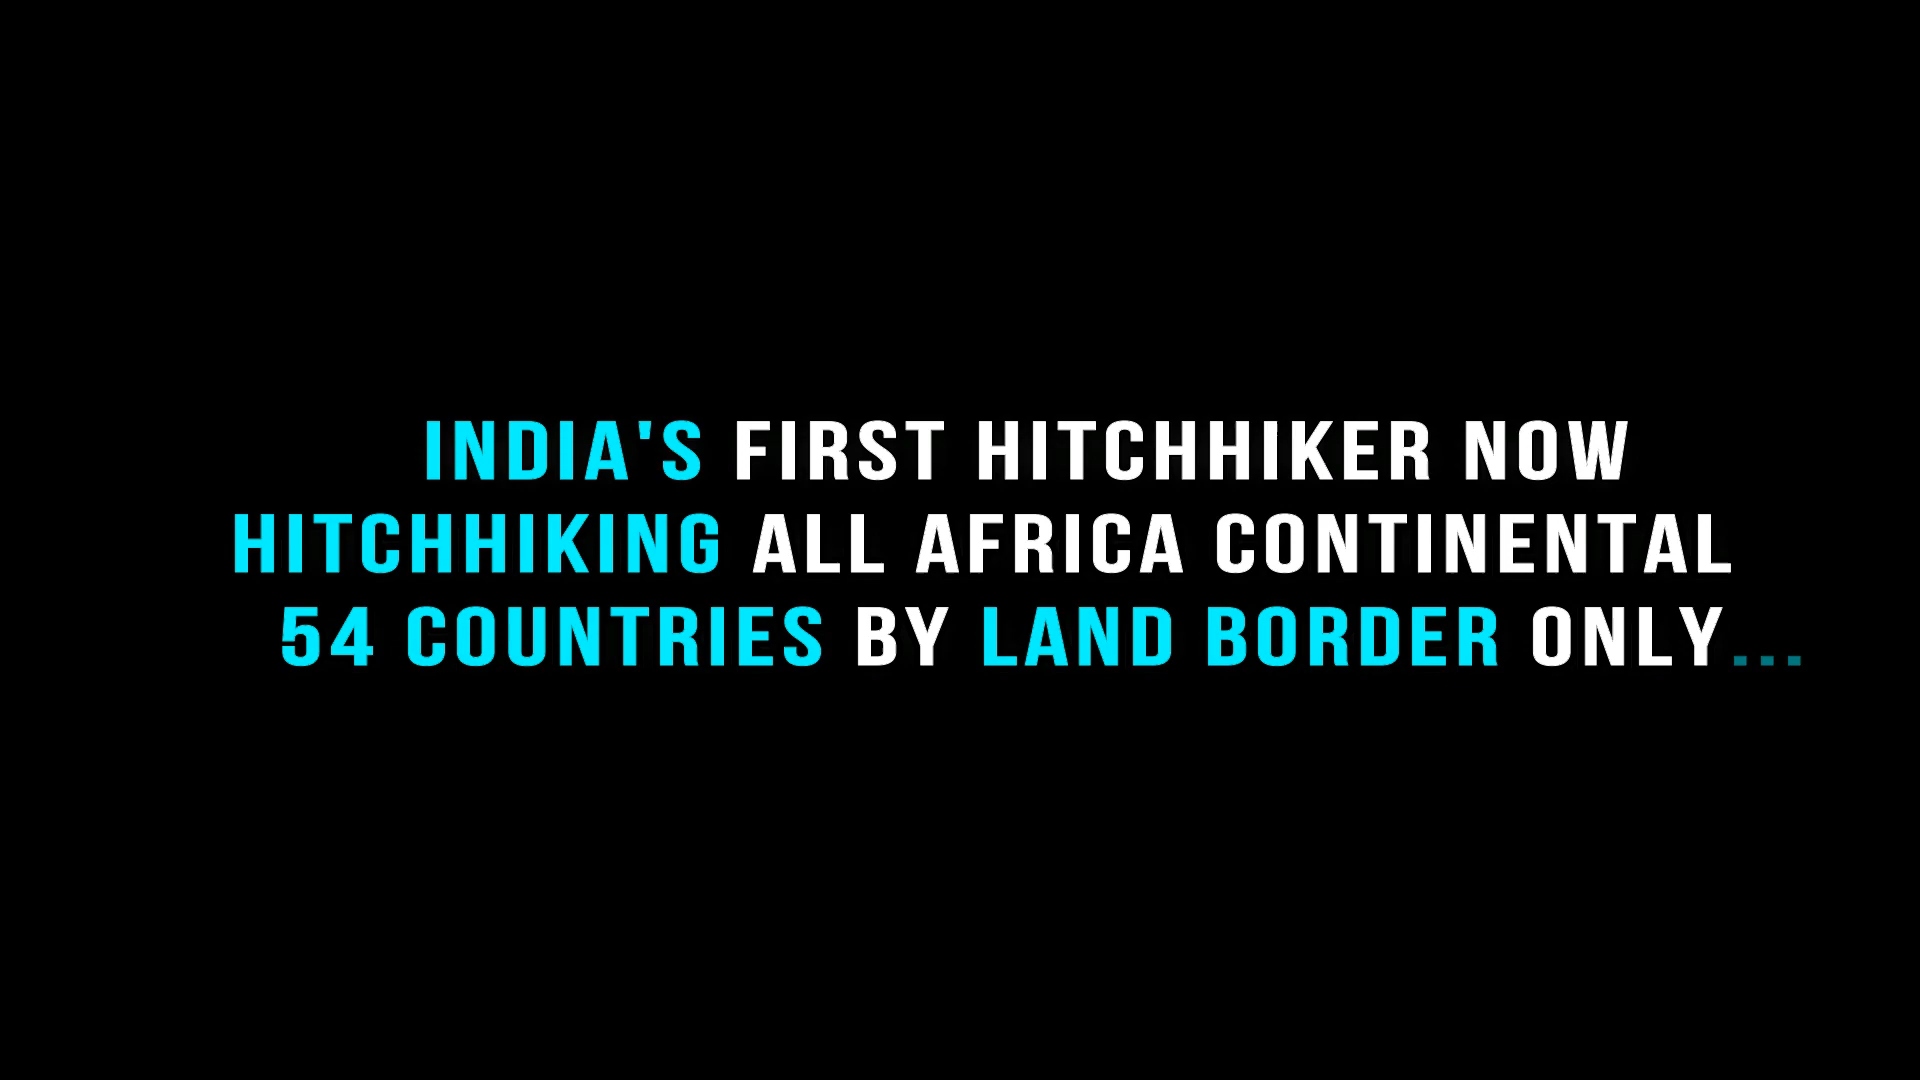 INDIA'S FIRST HITCHHIKER NOW
HITCHHIKING ALL AFRICA CONTINENTAL
54 COUNTRIES BY LAND BORDER ONLY...